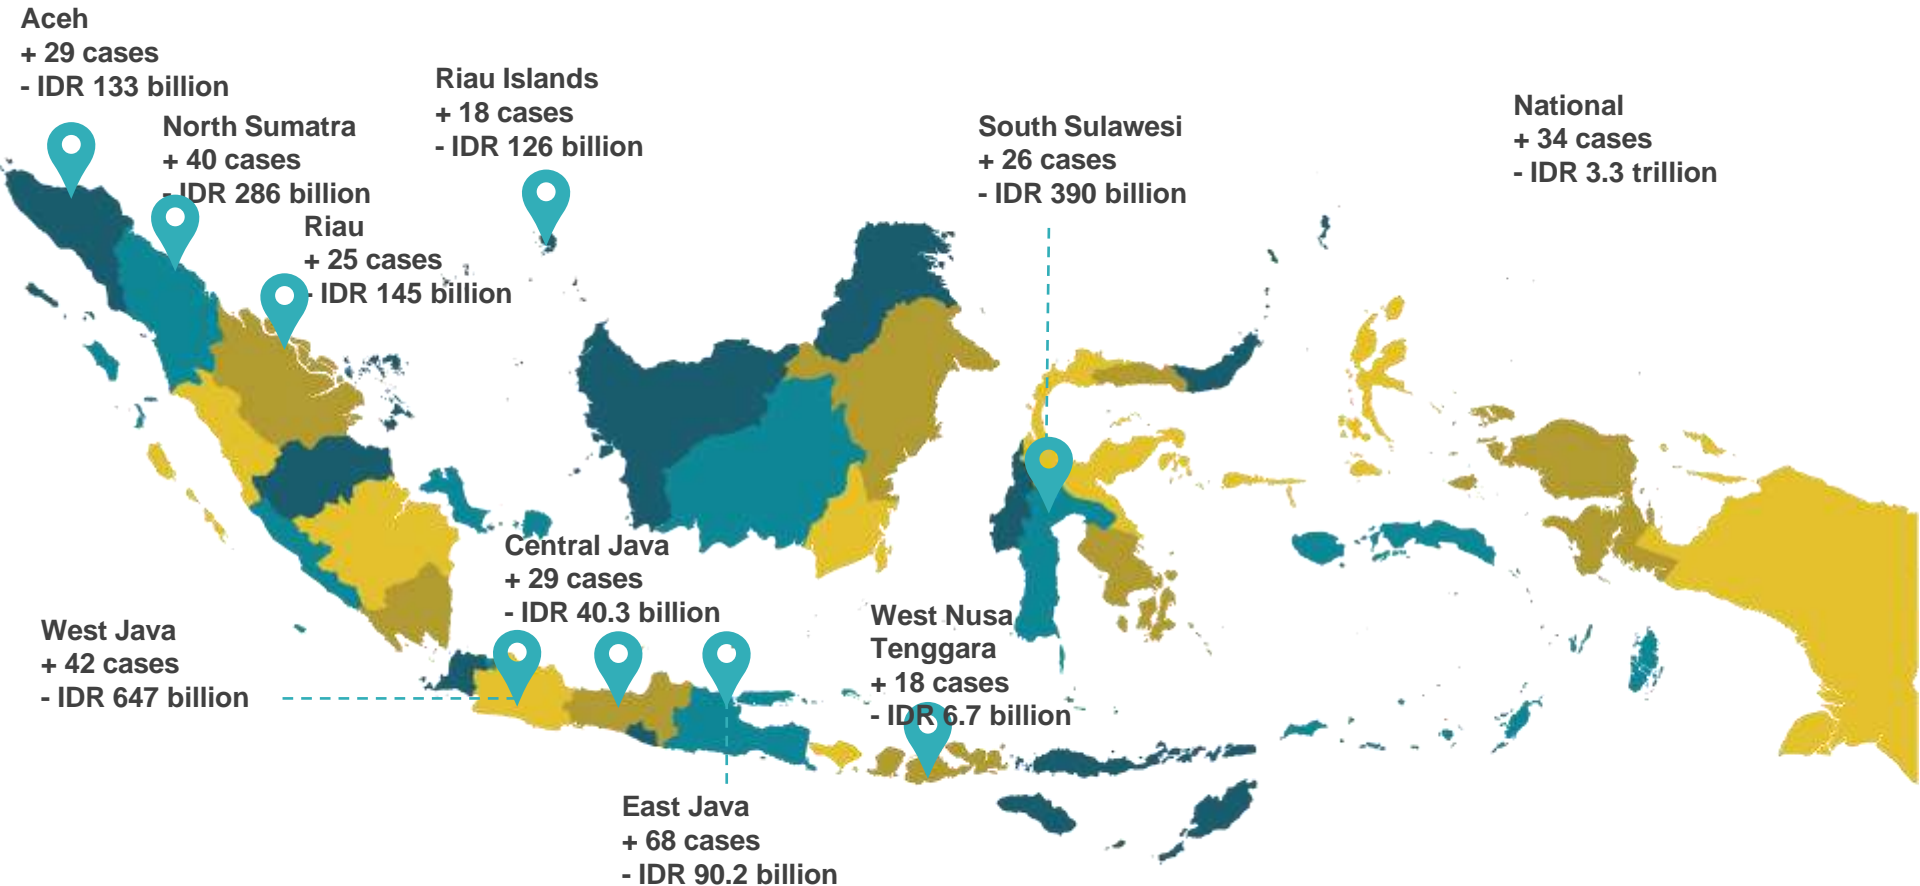 Aceh
+ 29 cases
- IDR 133 billion
North Sumatra
+ 40 cases
- IDR 286 billion
Riau
+ 25 cases
- IDR 145 billion
Riau Islands
+ 18 cases
- IDR 126 billion
South Sulawesi
+ 26 cases
- IDR 390 billion
National
+ 34 cases
- IDR 3.3 trillion
West Java
+ 42 cases
- IDR 647 billion
Central Java
+ 29 cases
- IDR 40.3 billion
East Java
+ 68 cases
- IDR 90.2 billion
West Nusa
Tenggara
+ 18 cases
- IDR 6.7 billion